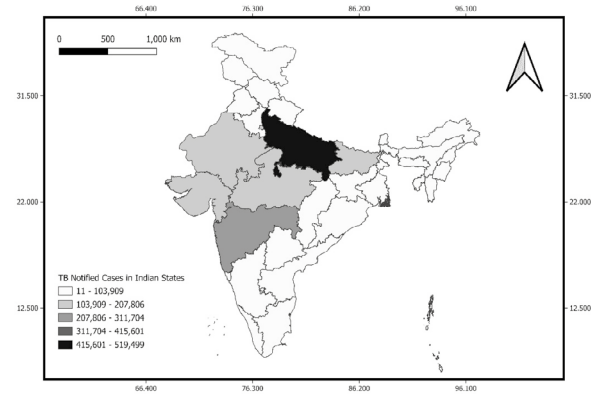 66.400 76.300 86.200 96.100
0 500 1,000 km
31.500 31.500
22.000 22.000
12.500 12.500
TB Notified Cases in Indian States
11 - 103,909
103,909 - 207,806
207,806 - 311,704
311,704 - 415,601
415,601 - 519,499
66.400 76.300 86.200 96.100